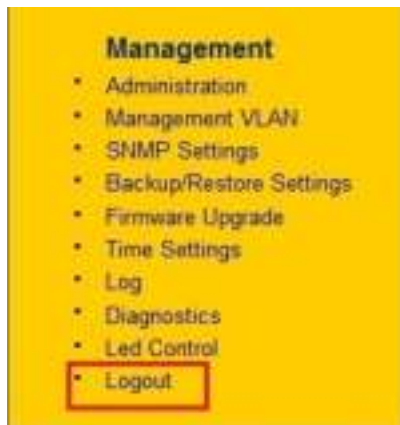 Management
Administration
Management VLAN
SNMP Settings
Backup/Restore Settings
Firmware Upgrade
Time Settings
Log
Diagnostics
Led Control
Logout